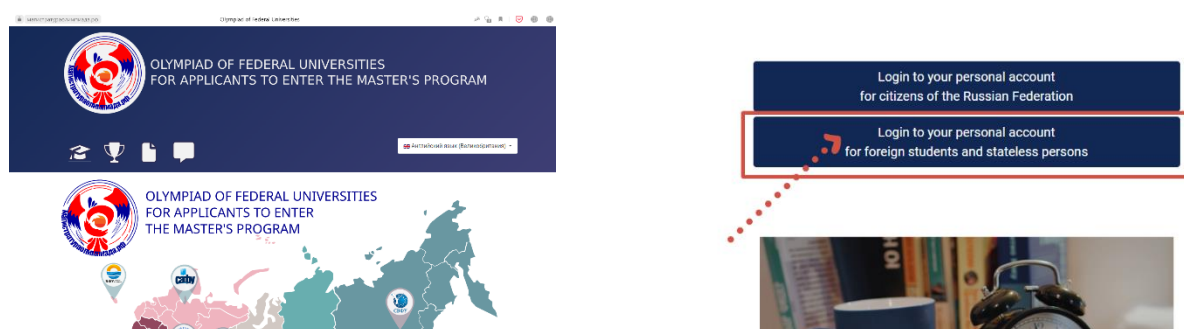 Olympiad of Federal Universities
OLYMPIAD OF FEDERAL UNIVERSITIES
FOR APPLICANTS TO ENTER THE MASTER'S PROGRAM
Английский язык (Великобритания)
OLYMPIAD OF FEDERAL UNIVERSITIES
FOR APPLICANTS TO ENTER
THE MASTER'S PROGRAM
Login to your personal account
for citizens of the Russian Federation
Login to your personal account
for foreign students and stateless persons